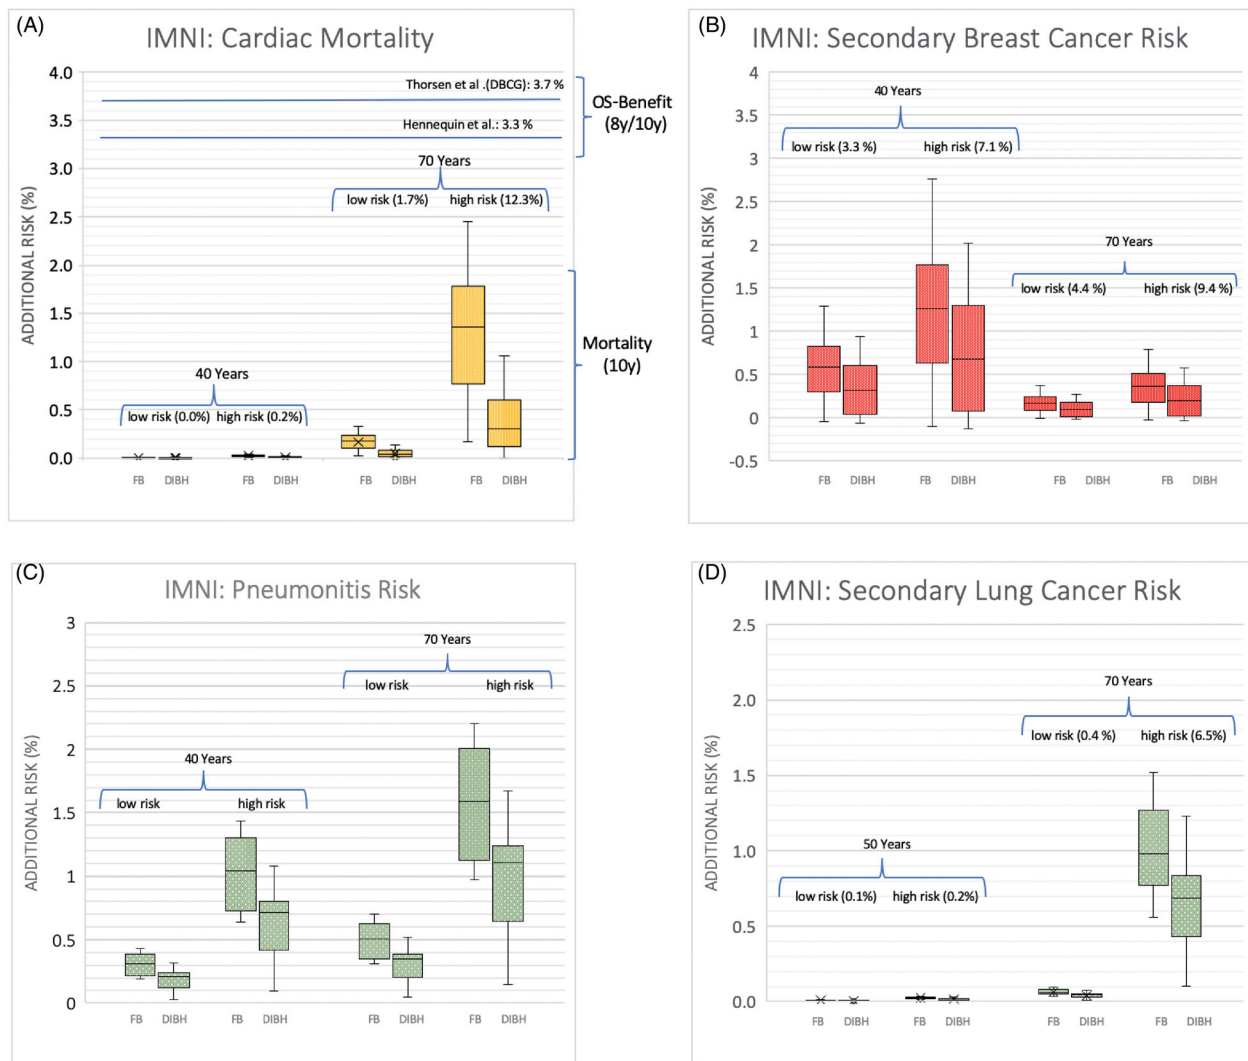 (A)
IMNI: Cardiac Mortality
ADDITIONAL RISK (%)
4.0
3.5
3.0
2.5
2.0
1.5
1.0
0.5
0.0
Thorsen et al .(DBCG): 3.7 %
Hennequin et al.: 3.3 %
OS-Benefit
(8y/10y)
70 Years
low risk (1.7%) high risk (12.3%)
40 Years
low risk (0.0%) high risk (0.2%)
Mortality
(10y)
FB DIBH FB DIBH FB DIBH FB DIBH
(B)
IMNI: Secondary Breast Cancer Risk
ADDITIONAL RISK (%)
4
3.5
3
2.5
2
1.5
1
0.5
0
-0.5
40 Years
low risk (3.3 %) high risk (7.1 %)
70 Years
low risk (4.4 %) high risk (9.4 %)
FB DIBH FB DIBH FB DIBH FB DIBH
(C)
IMNI: Pneumonitis Risk
ADDITIONAL RISK (%)
3
2.5
2
1.5
1
0.5
0
70 Years
low risk high risk
40 Years
low risk high risk
FB DIBH FB DIBH FB DIBH FB DIBH
(D)
IMNI: Secondary Lung Cancer Risk
ADDITIONAL RISK (%)
2.5
2.0
1.5
1.0
0.5
0.0
70 Years
low risk (0.4 %) high risk (6.5%)
50 Years
low risk (0.1%) high risk (0.2%)
FB DIBH FB DIBH FB DIBH FB DIBH